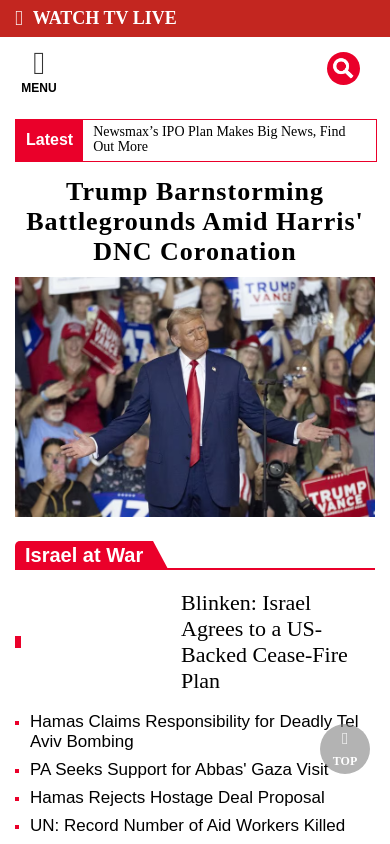 WATCH TV LIVE
MENU
Latest
Newsmax’s IPO Plan Makes Big News, Find
Out More
Trump Barnstorming
Battlegrounds Amid Harris'
DNC Coronation
TRUMP
VANCE
TRUMP
VANCE
47
Israel at War
Blinken: Israel
Agrees to a US-
Backed Cease-Fire
Plan
Hamas Claims Responsibility for Deadly Tel
Aviv Bombing
PA Seeks Support for Abbas' Gaza Visit
TOP
Hamas Rejects Hostage Deal Proposal
UN: Record Number of Aid Workers Killed